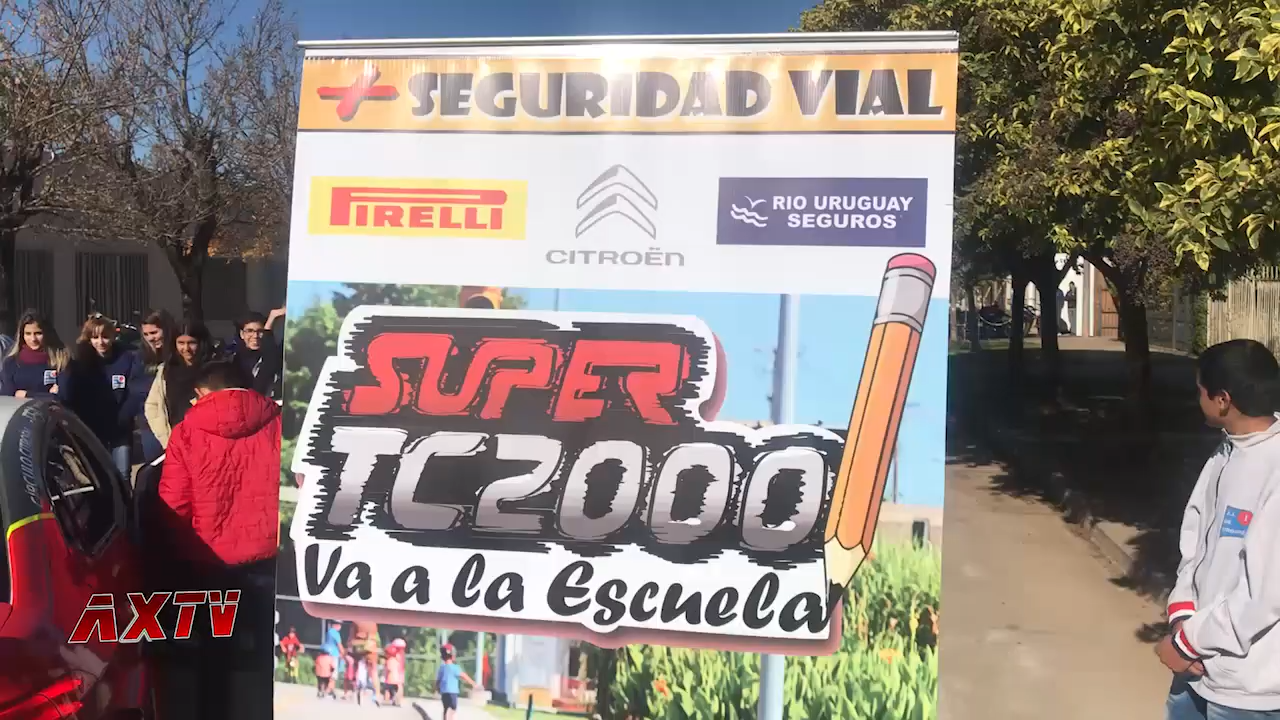 + SEGURIDAD VIAL
PIRELLI
CITROËN
RIO URUGUAY
SEGUROS
SUPER
TC2000
Va a la Escuela
AXTV